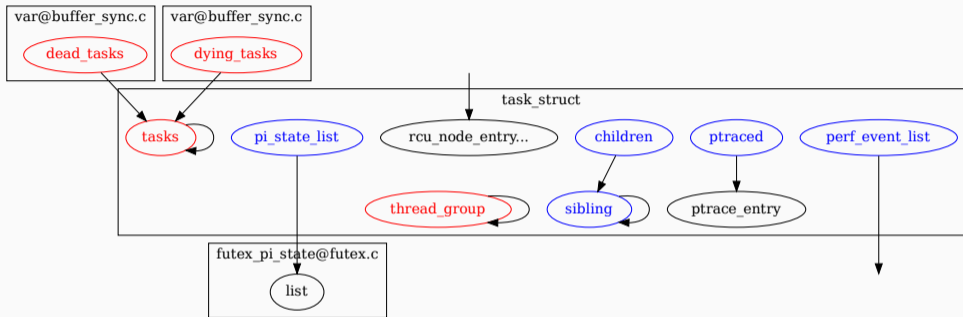 var@buffer_sync.c
var@buffer_sync.c
dead_tasks
dying_tasks
task_struct
tasks
pi_state_list
rcu_node_entry...
children
ptraced
perf_event_list
thread_group
sibling
ptrace_entry
futex_pi_state@futex.c
list